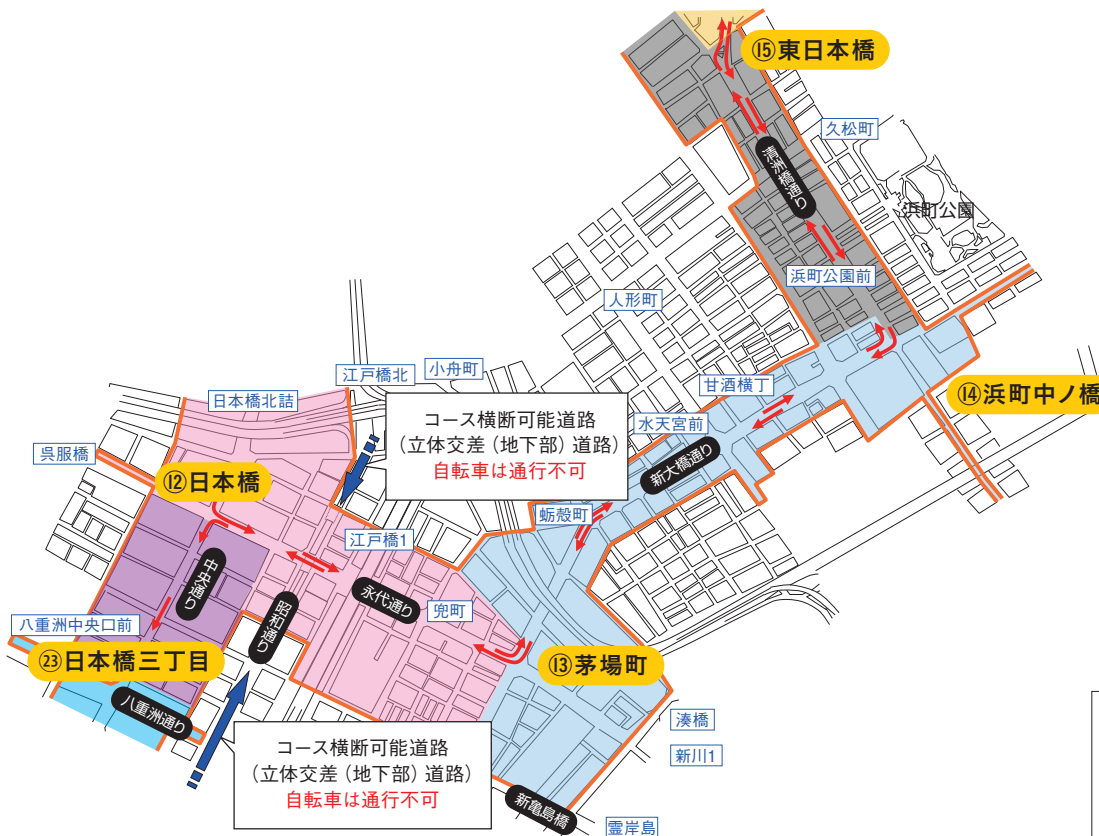 ⑮東日本橋
久松町
清洲橋通り
浜町公園
浜町公園前
人形町
江戸橋北
小舟町
甘酒横丁
⑭浜町中ノ橋
日本橋北詰
コース横断可能道路
(立体交差(地下部)道路)
自転車は通行不可
水天宮前
新大橋通り
呉服橋
⑫日本橋
蛎殻町
江戸橋1
中央通り
昭和通り
永代通り
兜町
八重洲中央口前
㉓日本橋三丁目
⑬茅場町
八重洲通り
湊橋
新川1
コース横断可能道路
(立体交差(地下部)道路)
自転車は通行不可
新亀島橋
霊岸島